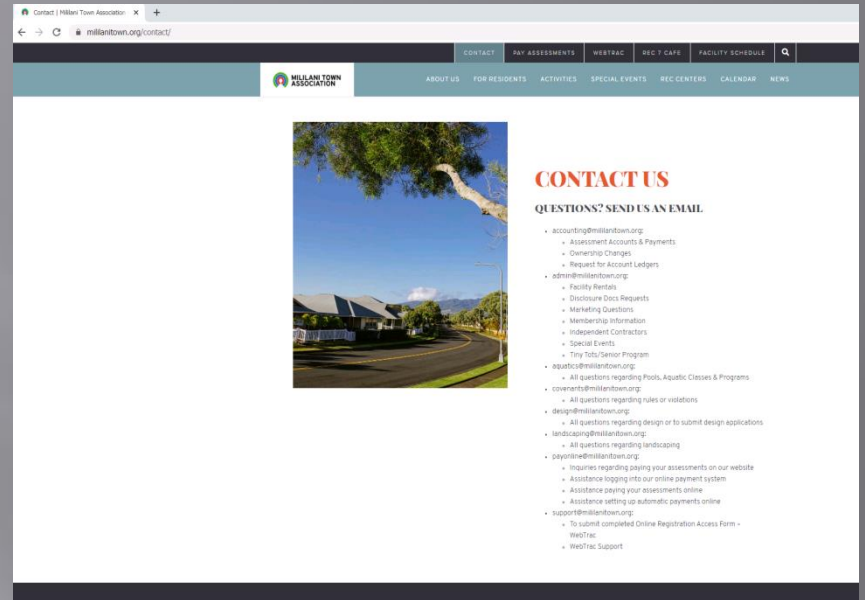 Contact | Mililani Town Association
mililanitown.org/contact/
CONTACT PAY ASSESSMENTS WEBTRAC REC 7 CAFE FACILITY SCHEDULE
MILILANI TOWN
ASSOCIATION
ABOUT US FOR RESIDENTS ACTIVITIES SPECIAL EVENTS REC CENTERS CALENDAR NEWS
CONTACT US
QUESTIONS? SEND US AN EMAIL
accounting@mililanitown.org:
Assessment Accounts & Payments
Ownership Changes
Request for Account Ledgers
admin@mililanitown.org:
Facility Rentals
Disclosure Docs Requests
Marketing Questions
Membership Information
Independent Contractors
Special Events
Tiny Tots/Senior Program
aquatics@mililanitown.org:
All questions regarding Pools, Aquatic Classes & Programs
covenants@mililanitown.org:
All questions regarding rules or violations
design@mililanitown.org:
All questions regarding design or to submit design applications
landscaping@mililanitown.org:
All questions regarding landscaping
payonline@mililanitown.org:
Inquiries regarding paying your assessments on our website
Assistance logging into our online payment system
Assistance paying your assessments online
Assistance setting up automatic payments online
support@mililanitown.org:
To submit completed Online Registration Access Form –
WebTrac
WebTrac Support